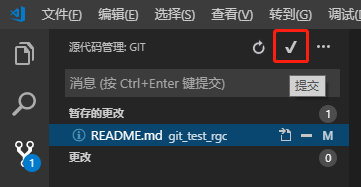 文件(F) 编辑(E) 选择(S) 查看(V) 转到(G) 调
源代码管理: GIT
消息 (按 Ctrl+Enter 键提交)
提交
暂存的更改 1
README.md git_test_rgc M
更改 0
1